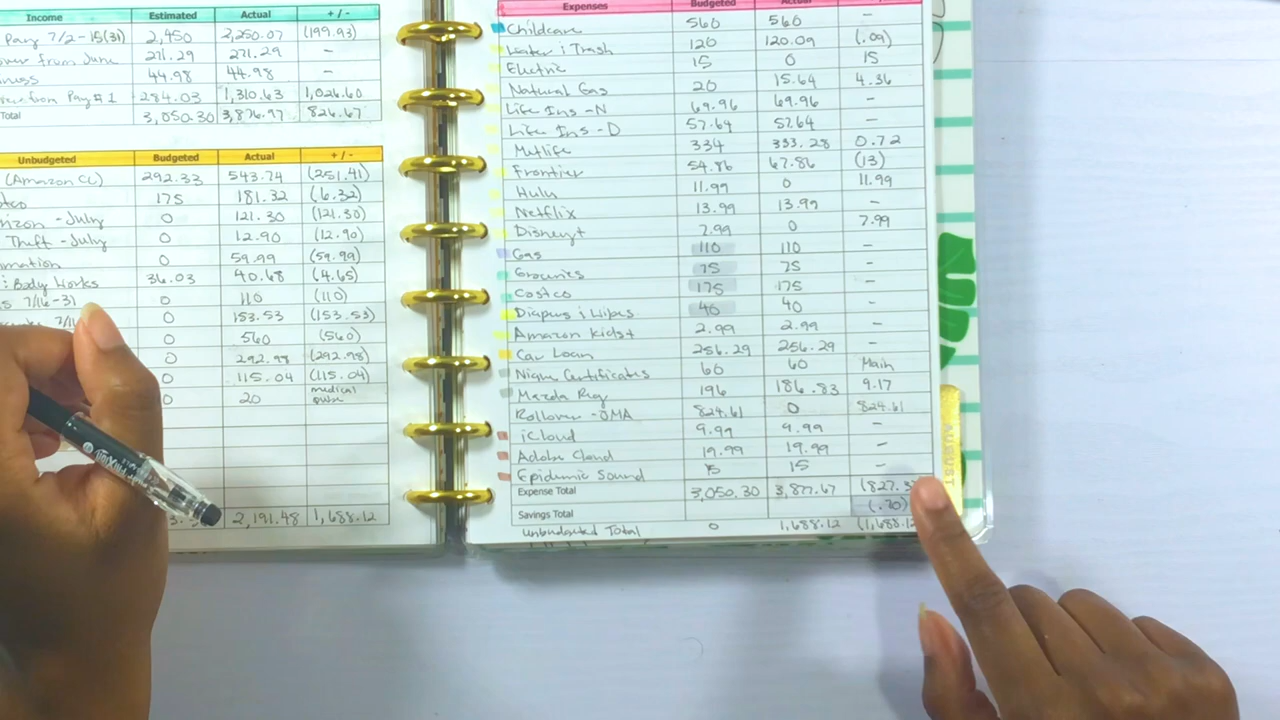 Income Estimated Actual + / -
Pay 7/2-15(31) 2,450 2,250.07 (199.93)
over from June 271.29 271.29 -
44.98 44.98 -
Pay #1 284.03 1,310.63 1,026.60
Total 3,050.30 3,876.97 826.67
Unbudgeted Budgeted Actual + / -
(Amazon CC) 292.33 543.74 (251.41)
175 181.32 (6.32)
- July 0 121.30 (121.30)
Theft - July 0 12.90 (12.90)
0 59.99 (59.99)
: Body Works 36.03 40.68 (4.65)
7/16-31 0 110 (110)
0 153.53 (153.53)
0 560 (560)
0 292.98 (292.98)
0 115.04 (115.04)
0 20 medical
2,191.48 1,688.12
Expenses Budgeted Actual
Childcare 560 560 -
Water & Trash 120 120.09 (.09)
Electric 15 0 15
Natural Gas 20 15.64 4.36
Life Ins - N 69.96 69.96 -
Life Ins - D 57.64 57.64 -
Metlife 334 333.28 0.72
Frontier 54.86 67.86 (13)
Hulu 11.99 0 11.99
Netflix 13.99 13.99 -
Disney+ 7.99 0 7.99
Gas 110 110 -
Groceries 75 75 -
Costco 175 175 -
Diapers & Wipes 40 40 -
Amazon Kids+ 2.99 2.99 -
Car Loan 256.29 256.29 -
Nique Certificates 60 60 Main
Mazda Reg 196 186.83 9.17
Rollover - OMA 824.61 0 824.61
iCloud 9.99 9.99 -
Adobe Cloud 19.99 19.99 -
Epidemic Sound 15 15 -
Expense Total 3,050.30 3,877.67
Savings Total (.70)
Unbudgeted Total 0 1,688.12 (1,688.12
AUGUST